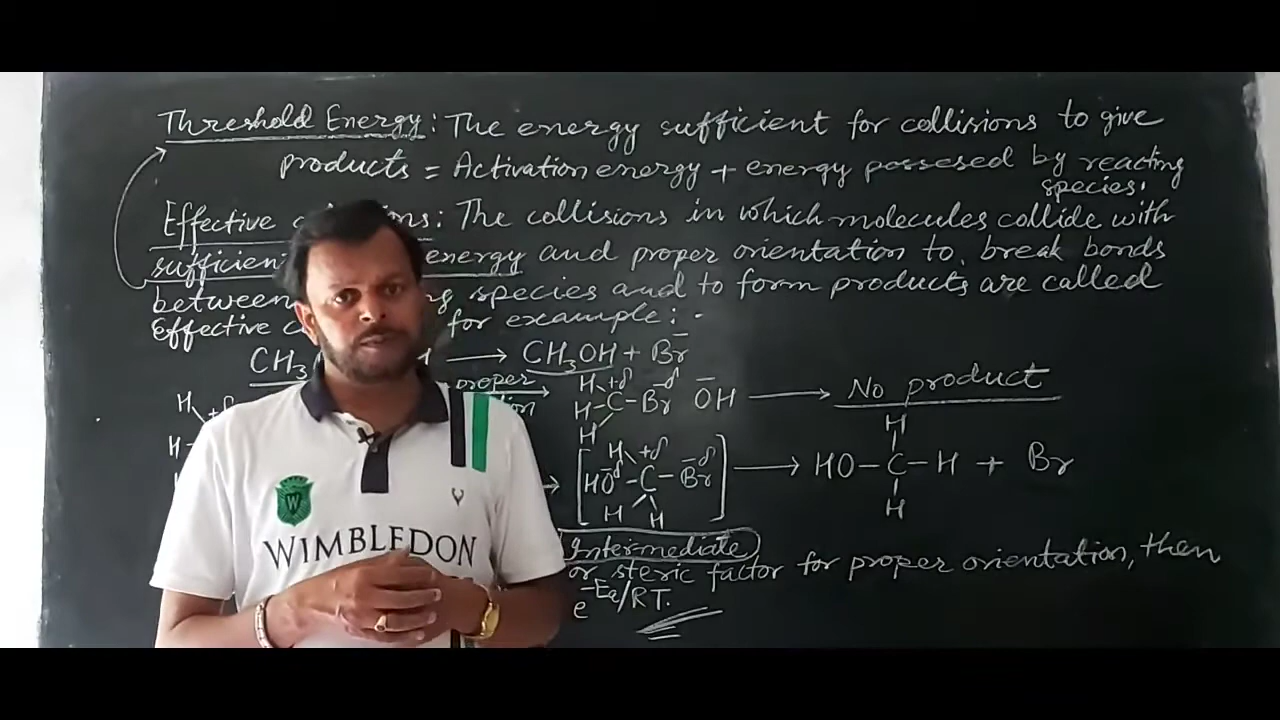 Threshold Energy: The energy sufficient for collisions to give
products = Activation energy + energy possesed by reacting
species.
Effective : The collisions in which molecules collide with
sufficient energy and proper orientation to break bonds
between species and to form products are called
Effective for example: -
CH₃ ⟶ CH₃OH + B̄r
proper
H +δ
H-C-Br -δ ŌH ⟶ No product
H
H
H +δ
HO-δ -C-Br -δ ⟶ HO-C-H + Br
H H
H
Intermediate
or steric factor for proper orientation, then
e^-Ea/RT.
W
WIMBLEDON